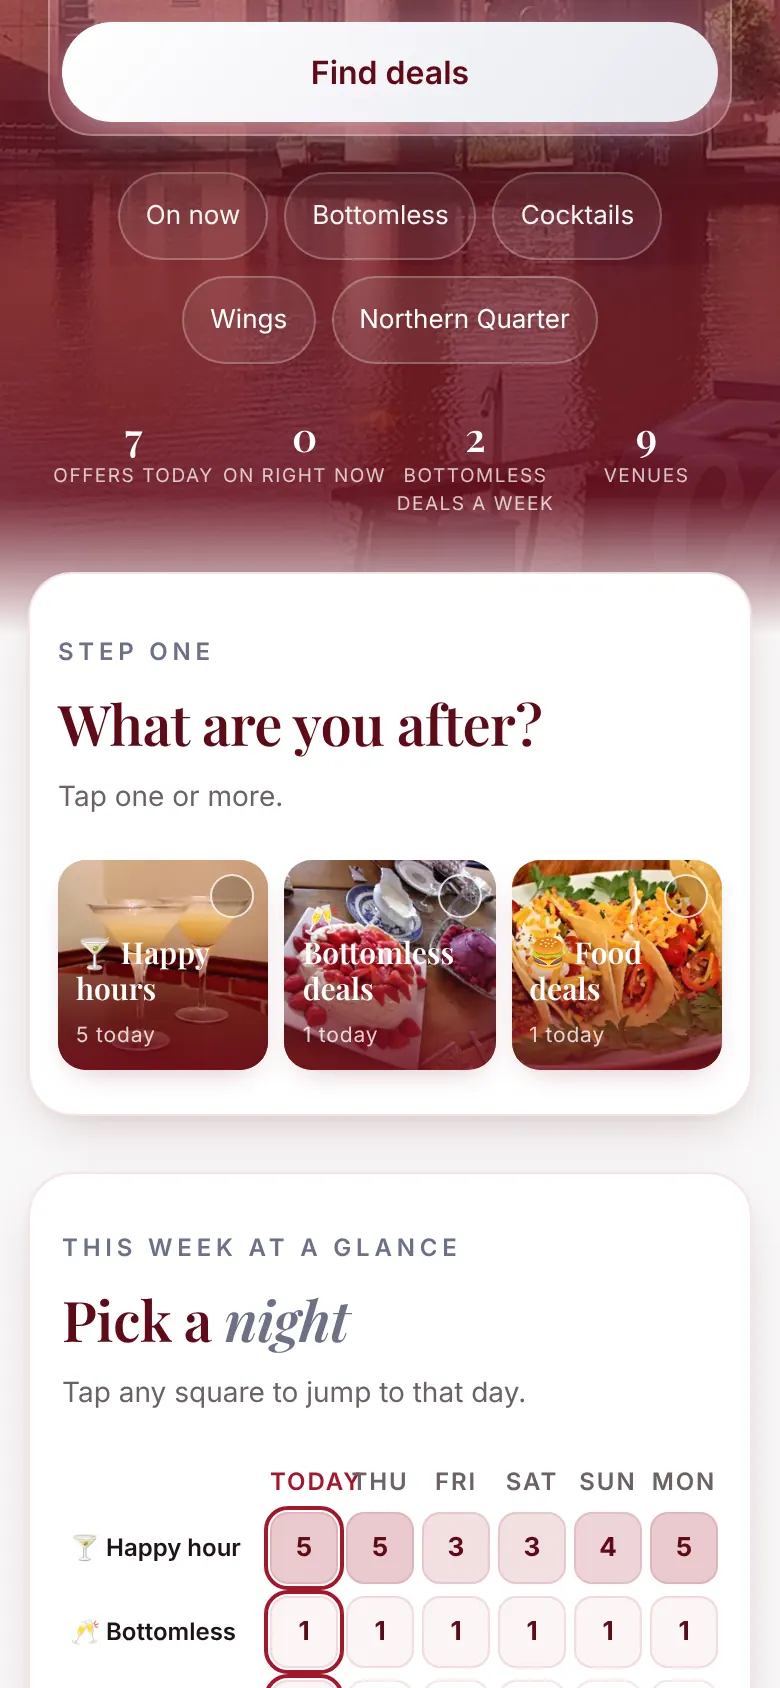 Find deals
On now
Bottomless
Cocktails
Wings
Northern Quarter
7
0
2
9
OFFERS TODAY
ON RIGHT NOW
BOTTOMLESS
DEALS A WEEK
VENUES
STEP ONE
What are you after?
Tap one or more.
🍸 Happy
hours
5 today
🥂
Bottomless
deals
1 today
🍔 Food
deals
1 today
THIS WEEK AT A GLANCE
Pick a night
Tap any square to jump to that day.
TODAY THU FRI SAT SUN MON
🍸 Happy hour 5 5 3 3 4 5
🥂 Bottomless 1 1 1 1 1 1